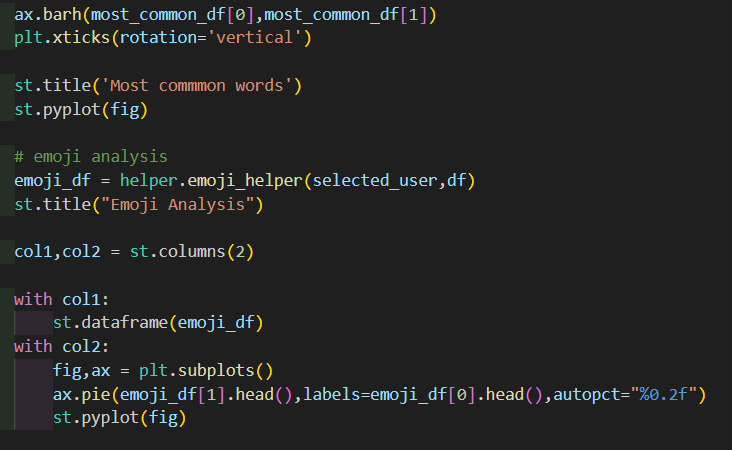 ax.barh(most_common_df[0],most_common_df[1])
plt.xticks(rotation='vertical')
st.title('Most commmon words')
st.pyplot(fig)
# emoji analysis
emoji_df = helper.emoji_helper(selected_user,df)
st.title("Emoji Analysis")
col1,col2 = st.columns(2)
with col1:
    st.dataframe(emoji_df)
with col2:
    fig,ax = plt.subplots()
    ax.pie(emoji_df[1].head(),labels=emoji_df[0].head(),autopct="%0.2f")
    st.pyplot(fig)